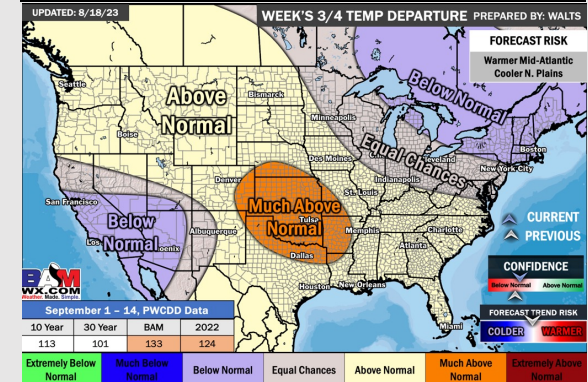 UPDATED: 8/18/23
WEEK'S 3/4 TEMP DEPARTURE PREPARED BY: WALTS
FORECAST RISK
Warmer Mid-Atlantic
Cooler N. Plains
Seattle
Above
Normal
Bismarck
Below Normal
Boise
Minneapolis
Equal Chances
Boston
Des Moines
eveland
New York City
Denver
Indianapolis
St. Louis
San Francisco
Much Above
Normal
Below
Normal
Los
oenix
Albuquerque
Tulsa
Memphis
Charlotte
Atlanta
Dallas
CURRENT
PREVIOUS
Houston
New Orleans
Miami
CONFIDENCE
Below Normal
Above Normal
FORECAST TREND RISK
COLDER
WARMER
BAM
WX.COM
Weather. Made. Simple.
September 1 – 14, PWCDD Data
10 Year
30 Year
BAM
2022
113
101
133
124
Extremely Below
Normal
Much Below
Normal
Below Normal
Equal Chances
Above Normal
Much Above
Normal
Extremely Above
Normal